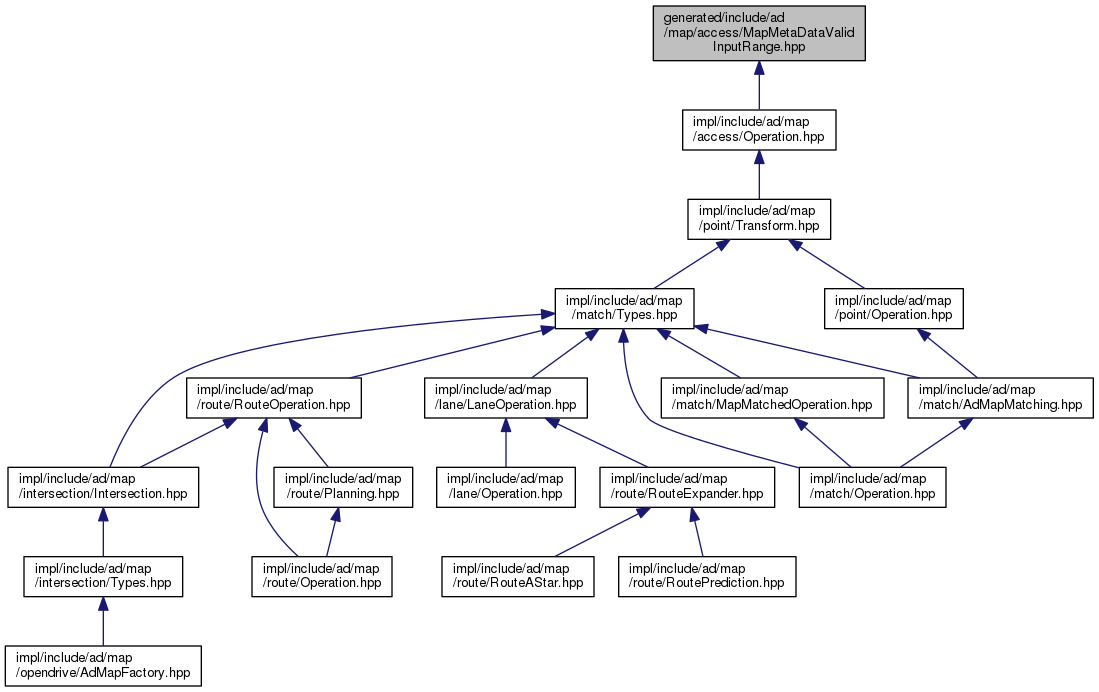 generated/include/ad
/map/access/MapMetaDataValid
InputRange.hpp
impl/include/ad/map
/access/Operation.hpp
impl/include/ad/map
/point/Transform.hpp
impl/include/ad/map
/match/Types.hpp
impl/include/ad/map
/point/Operation.hpp
impl/include/ad/map
/route/RouteOperation.hpp
impl/include/ad/map
/lane/LaneOperation.hpp
impl/include/ad/map
/match/MapMatchedOperation.hpp
impl/include/ad/map
/match/AdMapMatching.hpp
impl/include/ad/map
/intersection/Intersection.hpp
impl/include/ad/map
/route/Planning.hpp
impl/include/ad/map
/lane/Operation.hpp
impl/include/ad/map
/route/RouteExpander.hpp
impl/include/ad/map
/match/Operation.hpp
impl/include/ad/map
/intersection/Types.hpp
impl/include/ad/map
/route/Operation.hpp
impl/include/ad/map
/route/RouteAStar.hpp
impl/include/ad/map
/route/RoutePrediction.hpp
impl/include/ad/map
/opendrive/AdMapFactory.hpp